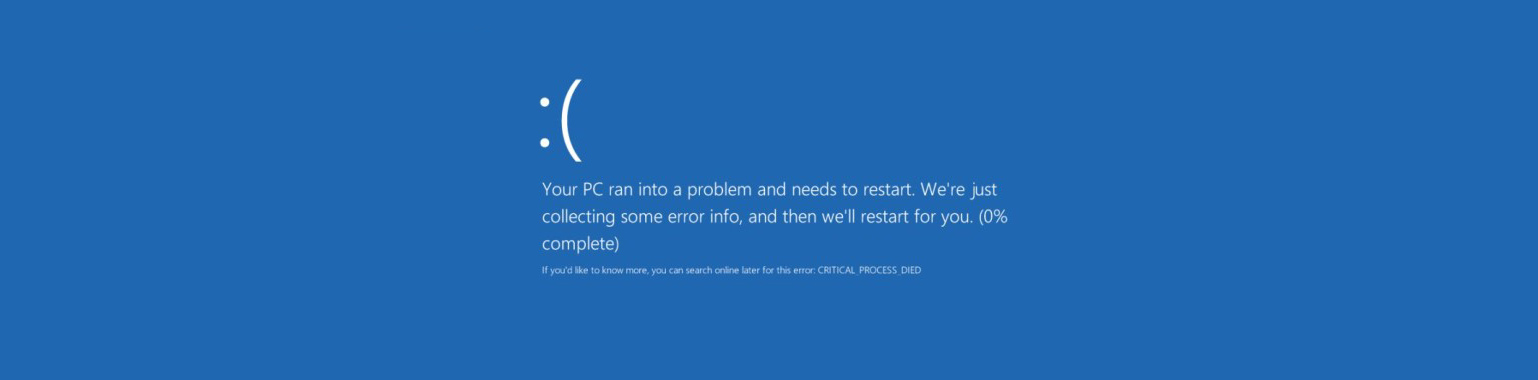 :(
Your PC ran into a problem and needs to restart. We're just
collecting some error info, and then we'll restart for you. (0%
complete)
If you'd like to know more, you can search online later for this error: CRITICAL_PROCESS_DIED